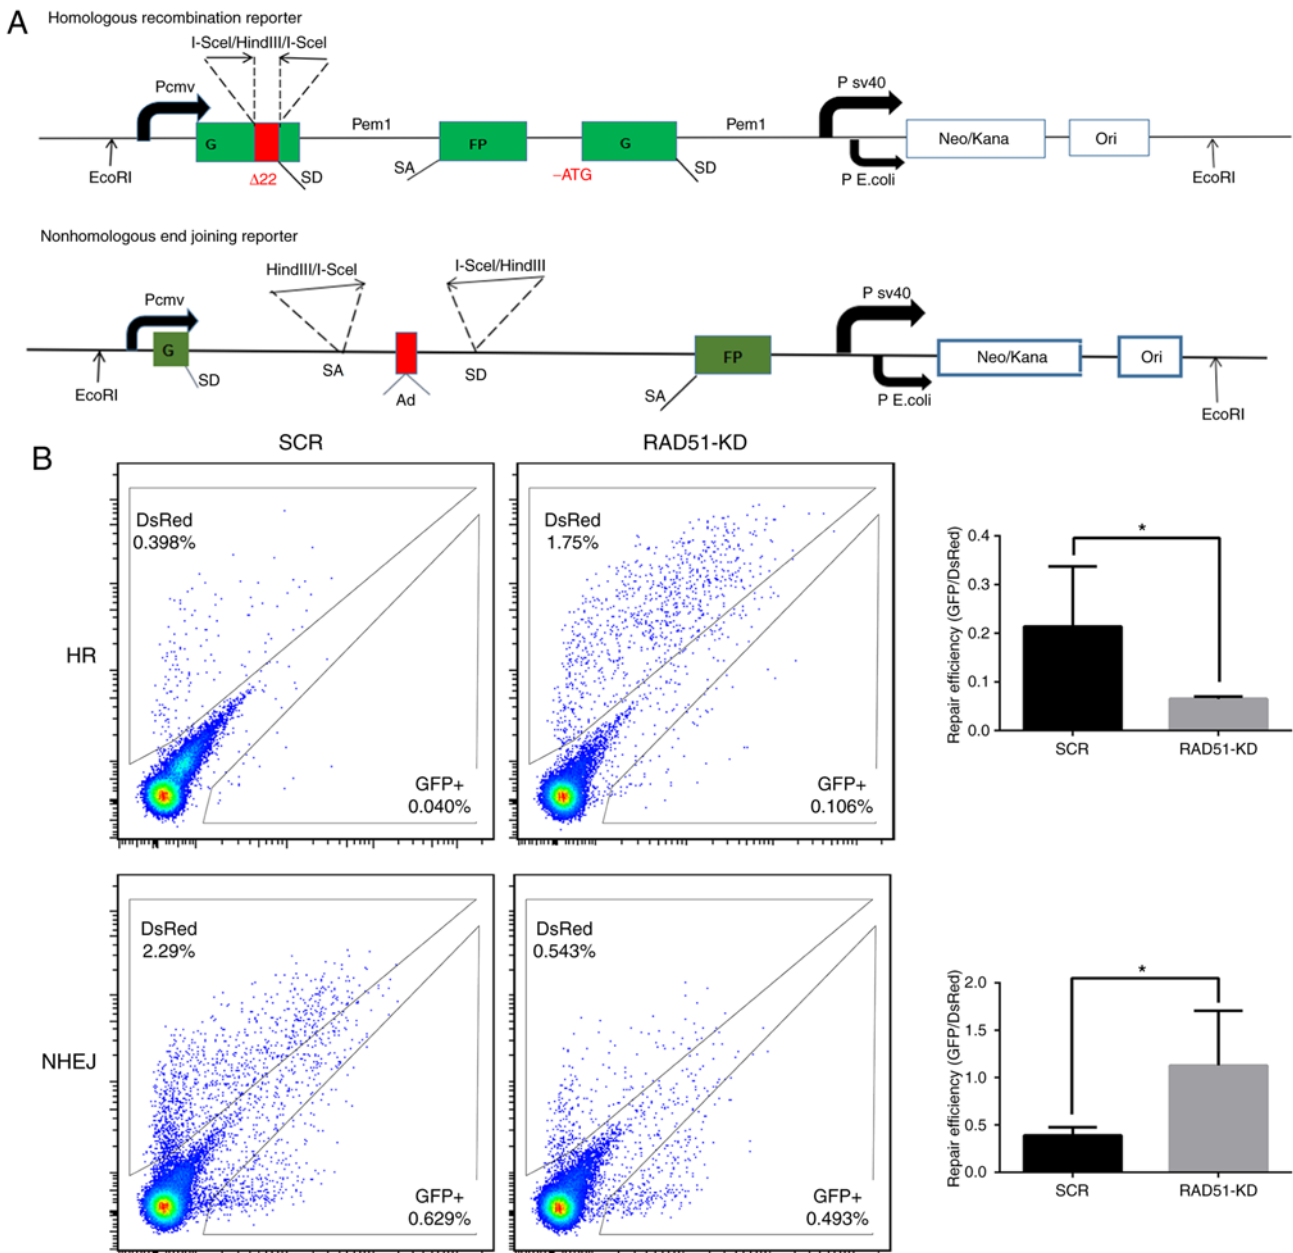 A
Homologous recombination reporter
I-SceI/HindIII/I-SceI
Pcmv
P sv40
Pem1
Pem1
G
FP
G
Neo/Kana
Ori
EcoRI
Δ22
SD
SA
–ATG
SD
P E.coli
EcoRI
Nonhomologous end joining reporter
HindIII/I-SceI
I-SceI/HindIII
Pcmv
P sv40
G
FP
Neo/Kana
Ori
EcoRI
SD
SA
Ad
SD
SA
P E.coli
EcoRI
B
SCR
RAD51-KD
HR
DsRed
0.398%
GFP+
0.040%
DsRed
1.75%
GFP+
0.106%
Repair efficiency (GFP/DsRed)
0.4
0.3
0.2
0.1
0.0
*
SCR
RAD51-KD
NHEJ
DsRed
2.29%
GFP+
0.629%
DsRed
0.543%
GFP+
0.493%
Repair efficiency (GFP/DsRed)
2.0
1.5
1.0
0.5
0.0
*
SCR
RAD51-KD